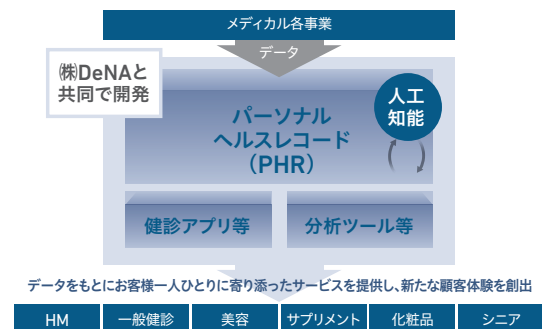 メディカル各事業
データ
㈱DeNAと
共同で開発
パーソナル
ヘルスレコード
（PHR）
人工
知能
健診アプリ等
分析ツール等
データをもとにお客様一人ひとりに寄り添ったサービスを提供し、新たな顧客体験を創出
HM
一般健診
美容
サプリメント
化粧品
シニア